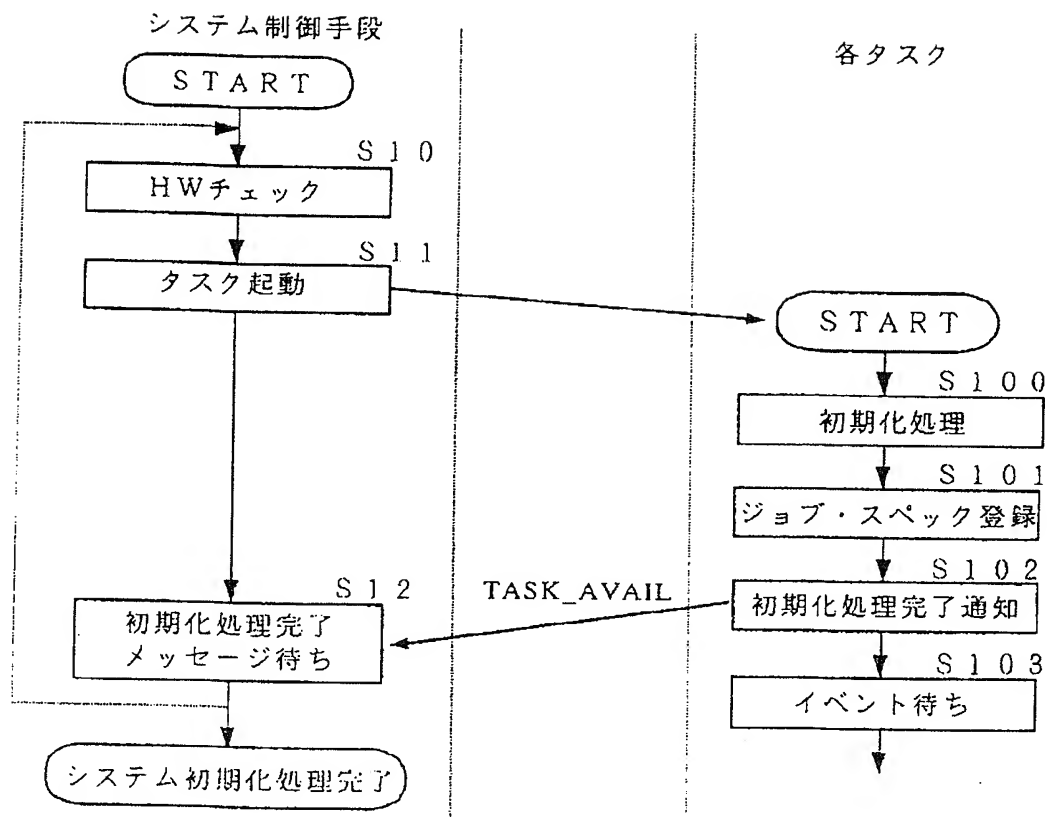 システム制御手段
START
S10
HWチェック
S11
タスク起動
S12
初期化処理完了
メッセージ待ち
システム初期化処理完了
TASK_AVAIL
各タスク
START
S100
初期化処理
S101
ジョブ・スペック登録
S102
初期化処理完了通知
S103
イベント待ち